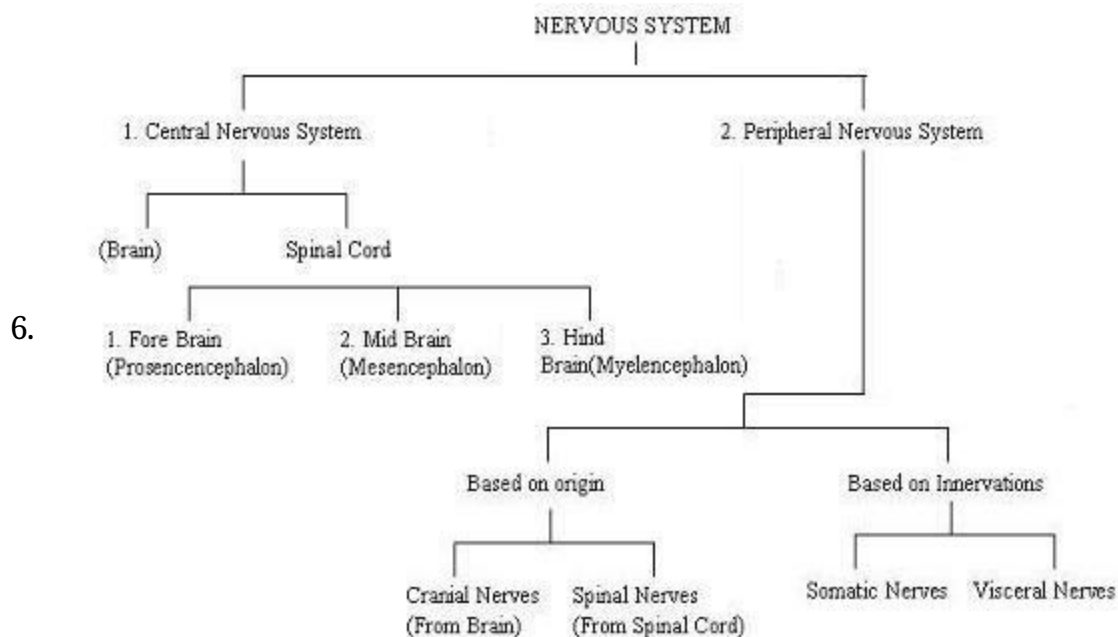 NERVOUS SYSTEM
1. Central Nervous System
2. Peripheral Nervous System
(Brain)
Spinal Cord
6.
1. Fore Brain
(Prosencencephalon)
2. Mid Brain
(Mesencephalon)
3. Hind
Brain(Myelencephalon)
Based on origin
Based on Innervations
Cranial Nerves
(From Brain)
Spinal Nerves
(From Spinal Cord)
Somatic Nerves
Visceral Nerves